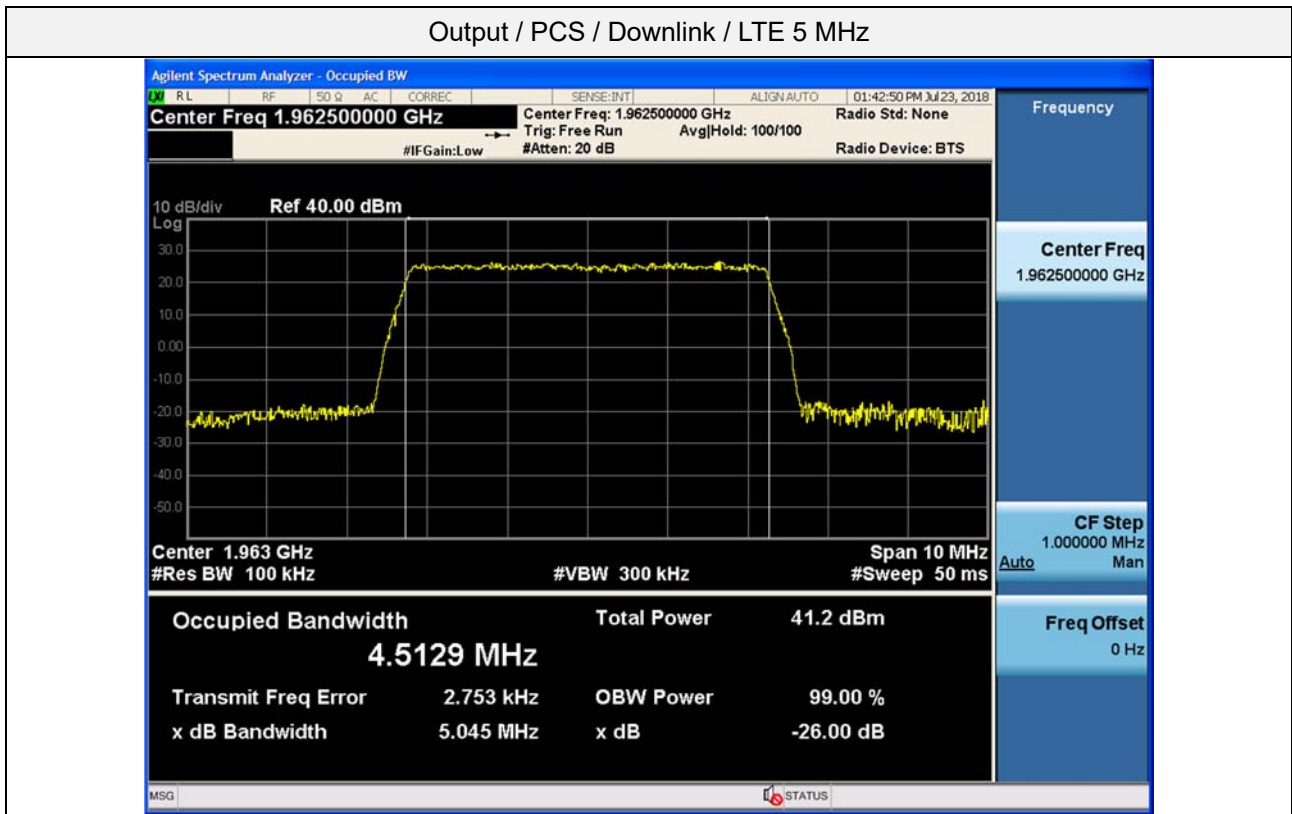 Output / PCS / Downlink / LTE 5 MHz
Agilent Spectrum Analyzer - Occupied BW
LXI RL RF 50 Ω AC CORREC SENSE:INT ALIGN AUTO 01:42:50 PM Jul 23, 2018
Center Freq 1.962500000 GHz Center Freq: 1.962500000 GHz Radio Std: None Frequency
Trig: Free Run Avg|Hold: 100/100
#IFGain:Low #Atten: 20 dB Radio Device: BTS
10 dB/div Ref 40.00 dBm
Log
30.0
20.0
10.0
0.00
-10.0
-20.0
-30.0
-40.0
-50.0
Center Freq
1.962500000 GHz
Center 1.963 GHz Span 10 MHz
#Res BW 100 kHz #VBW 300 kHz #Sweep 50 ms
CF Step
1.000000 MHz
Auto Man
Occupied Bandwidth Total Power 41.2 dBm
4.5129 MHz
Transmit Freq Error 2.753 kHz OBW Power 99.00 %
x dB Bandwidth 5.045 MHz x dB -26.00 dB
Freq Offset
0 Hz
MSG STATUS